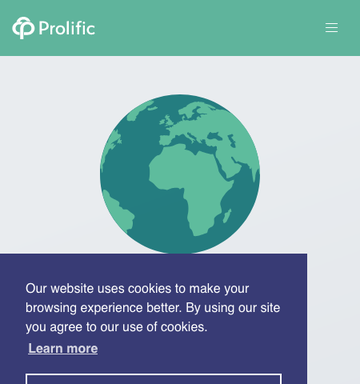 Prolific
Our website uses cookies to make your
browsing experience better. By using our site
you agree to our use of cookies.
Learn more